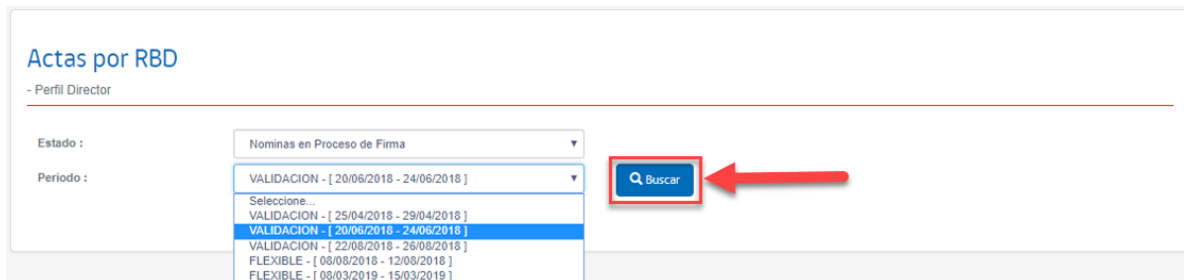 Actas por RBD
- Perfil Director
Estado :
Nominas en Proceso de Firma
Periodo :
VALIDACION - [ 20/06/2018 - 24/06/2018 ]
Buscar
Seleccione...
VALIDACION - [ 25/04/2018 - 29/04/2018 ]
VALIDACION - [ 20/06/2018 - 24/06/2018 ]
VALIDACION - [ 22/08/2018 - 26/08/2018 ]
FLEXIBLE - [ 08/08/2018 - 12/08/2018 ]
FLEXIBLE - [ 08/03/2019 - 15/03/2019 ]